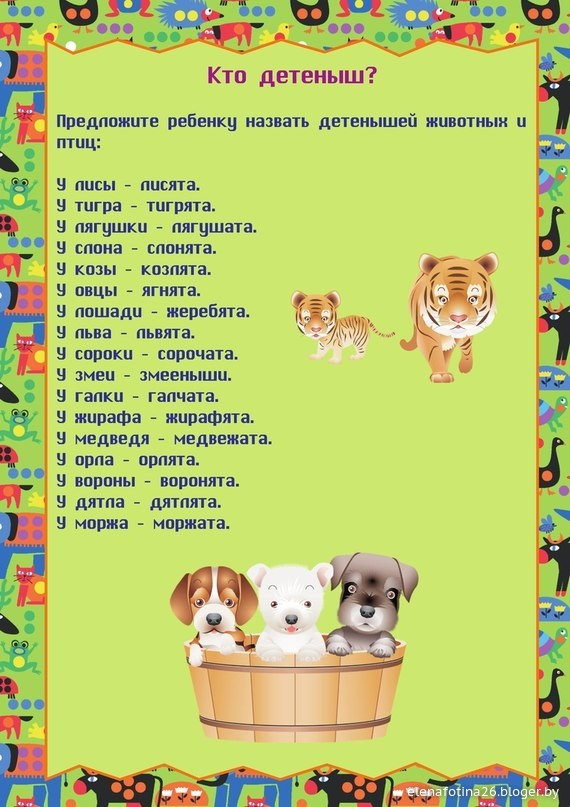 Кто детеныш?
Предложите ребенку назвать детенышей животных и
птиц:
У лисы - лисята.
У тигра - тигрята.
У лягушки - лягушата.
У слона - слонята.
У козы - козлята.
У овцы - ягнята.
У лошади - жеребята.
У льва - львята.
У сороки - сорочата.
У змеи - змееныши.
У галки - галчата.
У жирафа - жирафята.
У медведя - медвежата.
У орла - орлята.
У вороны - воронята.
У дятла - дятлята.
У моржа - моржата.
elenafotina26.bloger.by